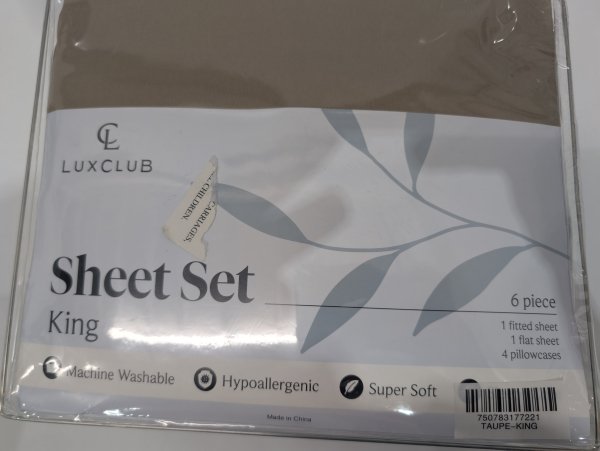 CL
LUXCLUB
CARRIAGES,
CHILDREN.
Sheet Set
King
6 piece
1 fitted sheet
1 flat sheet
4 pillowcases
Machine Washable
Hypoallergenic
Super Soft
750783177221
TAUPE-KING
Made in China